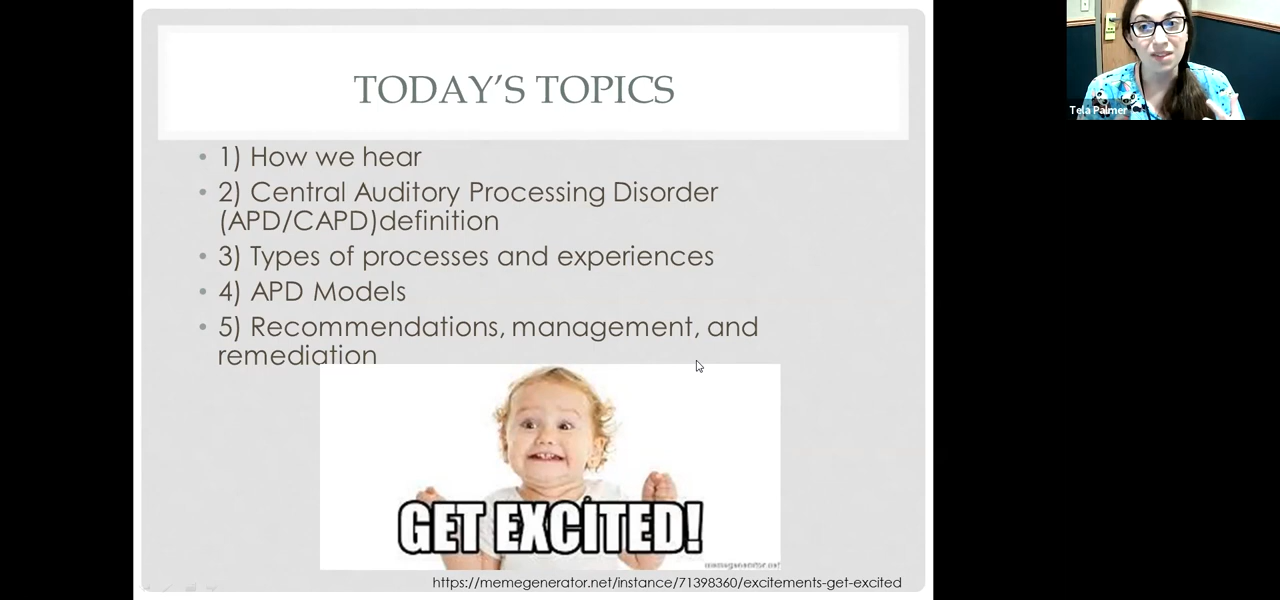 TODAY'S TOPICS
Tela Palmer
• 1) How we hear
• 2) Central Auditory Processing Disorder
(APD/CAPD)definition
• 3) Types of processes and experiences
• 4) APD Models
• 5) Recommendations, management, and
remediation
GET EXCITED!
memegenerator.net
https://memegenerator.net/instance/71398360/excitements-get-excited